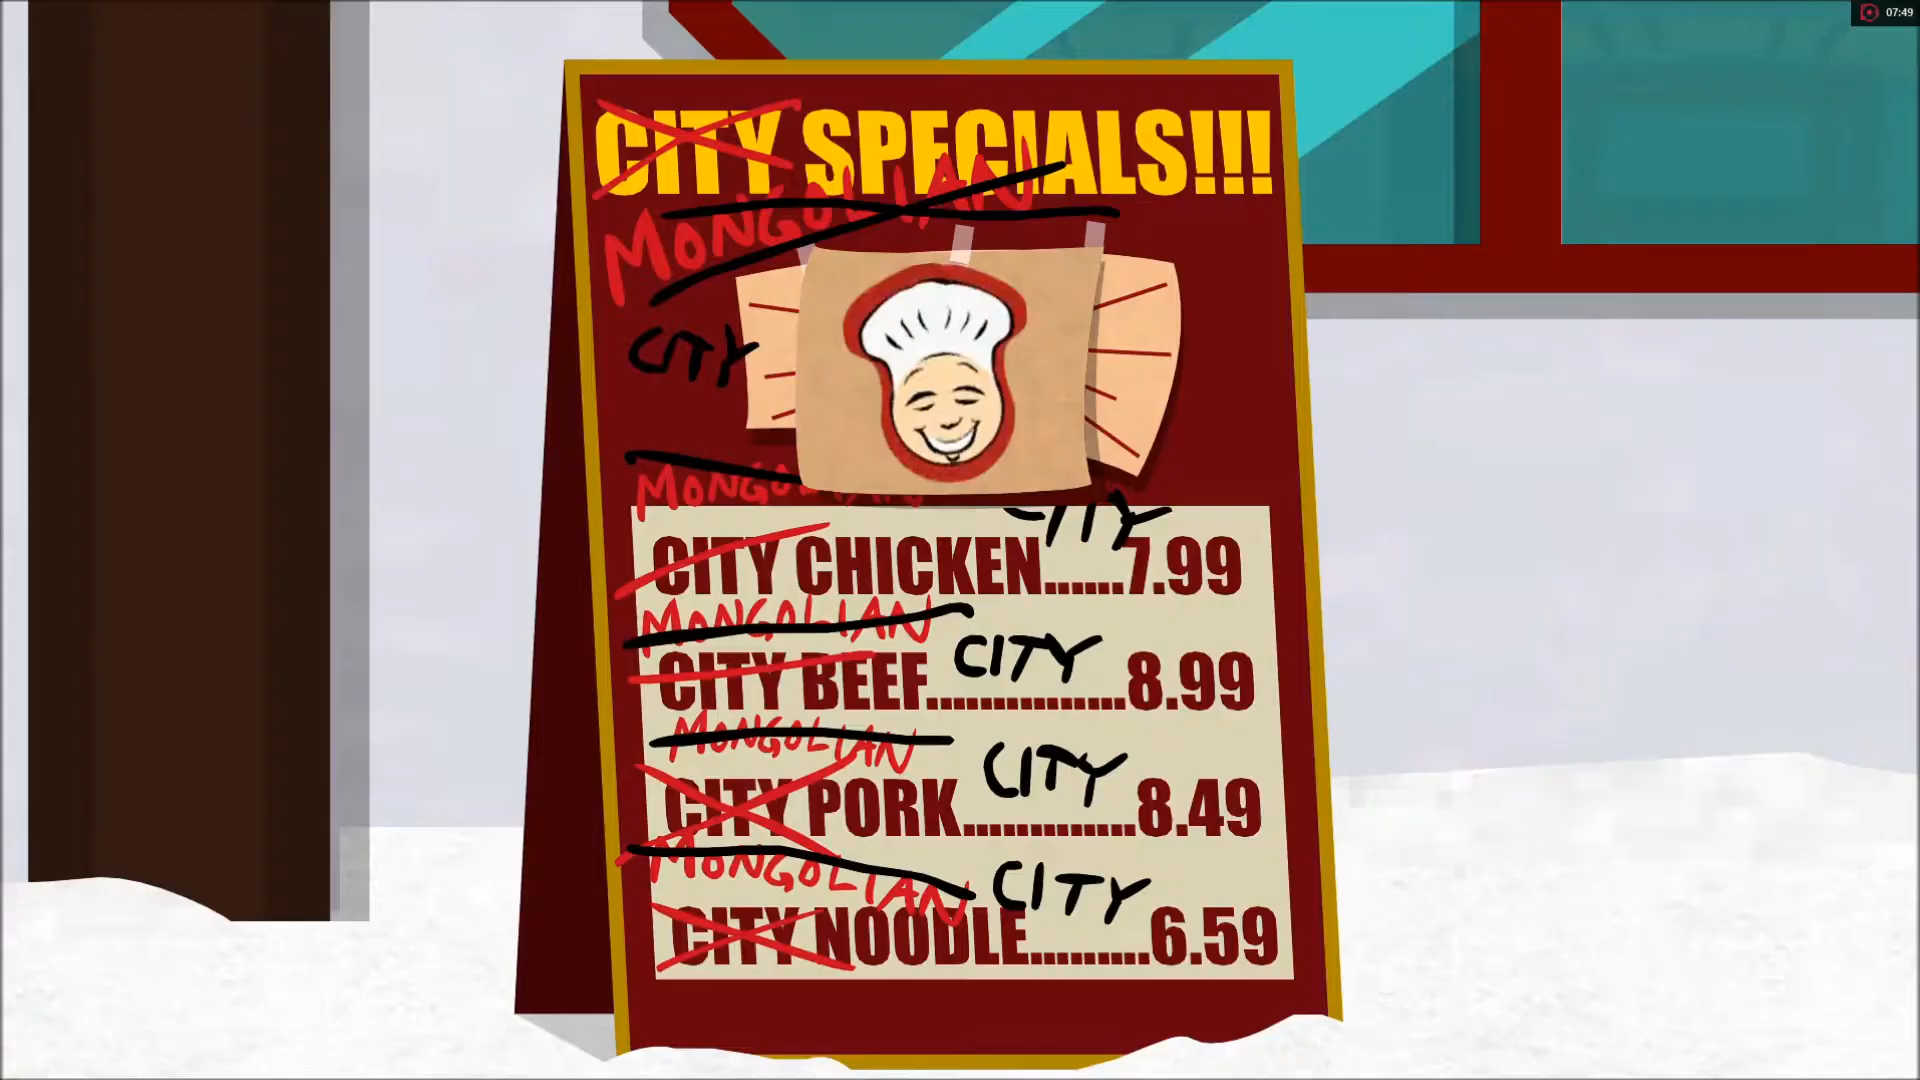 CITY SPECIALS!!!
MONGOLIAN
CITY
MONGOLIAN
CITY
CITY CHICKEN......7.99
MONGOLIAN
CITY
CITY BEEF...............8.99
MONGOLIAN
CITY
CITY PORK.............8.49
MONGOLIAN
CITY
CITY NOODLE.........6.59
07:49